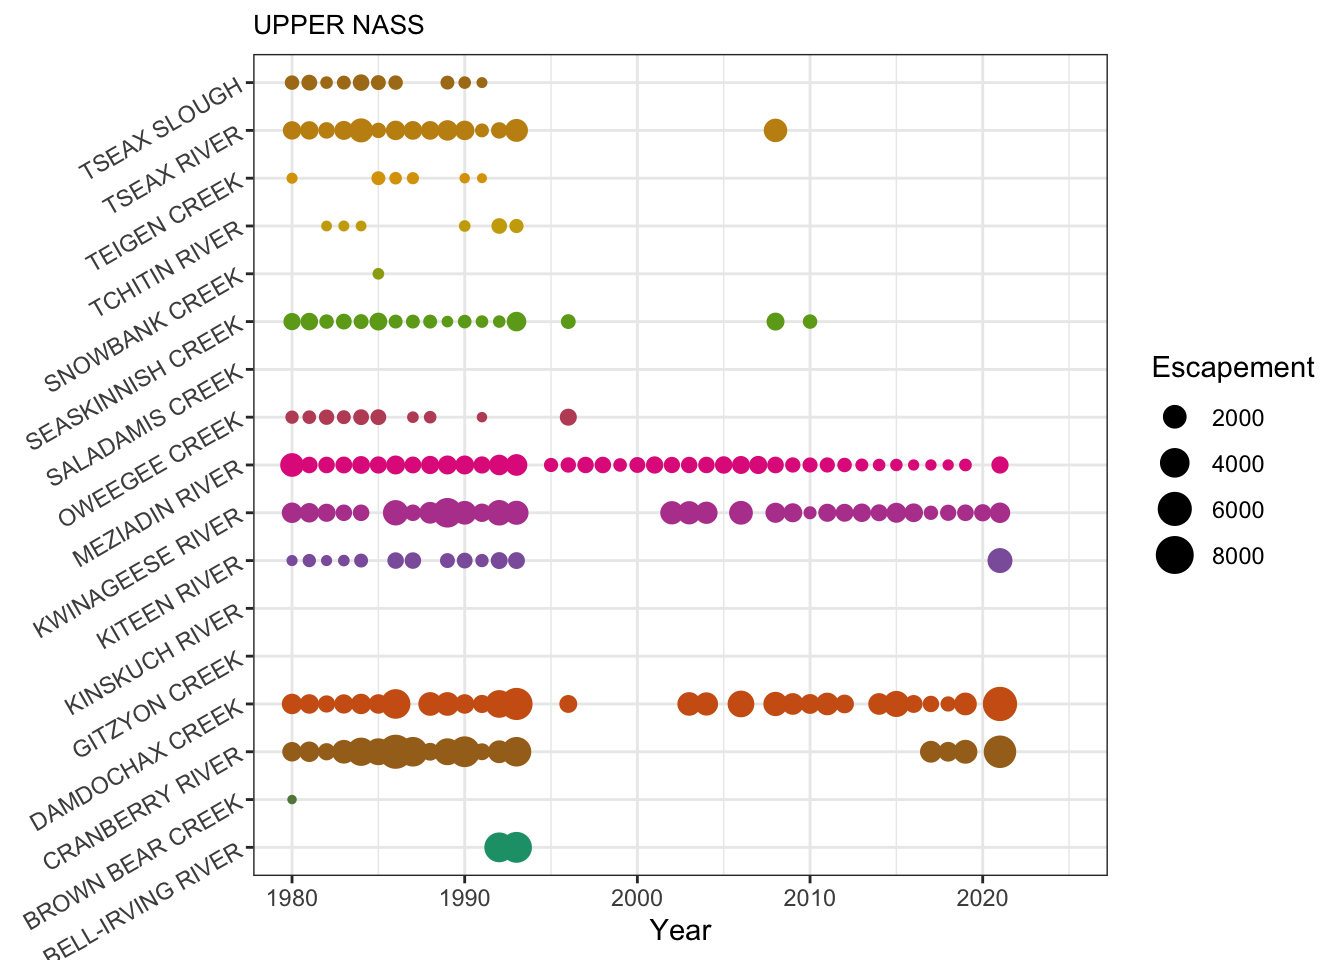 UPPER NASS
TSEAX SLOUGH
TSEAX RIVER
TEIGEN CREEK
TCHITIN RIVER
SNOWBANK CREEK
SEASKINNISH CREEK
SALADAMIS CREEK
OWEEGEE CREEK
MEZIADIN RIVER
KWINAGEESE RIVER
KITEEN RIVER
KINSKUCH RIVER
GITZYON CREEK
DAMDOCHAX CREEK
CRANBERRY RIVER
BROWN BEAR CREEK
BELL-IRVING RIVER
1980 1990 2000 2010 2020
Year
Escapement
2000
4000
6000
8000